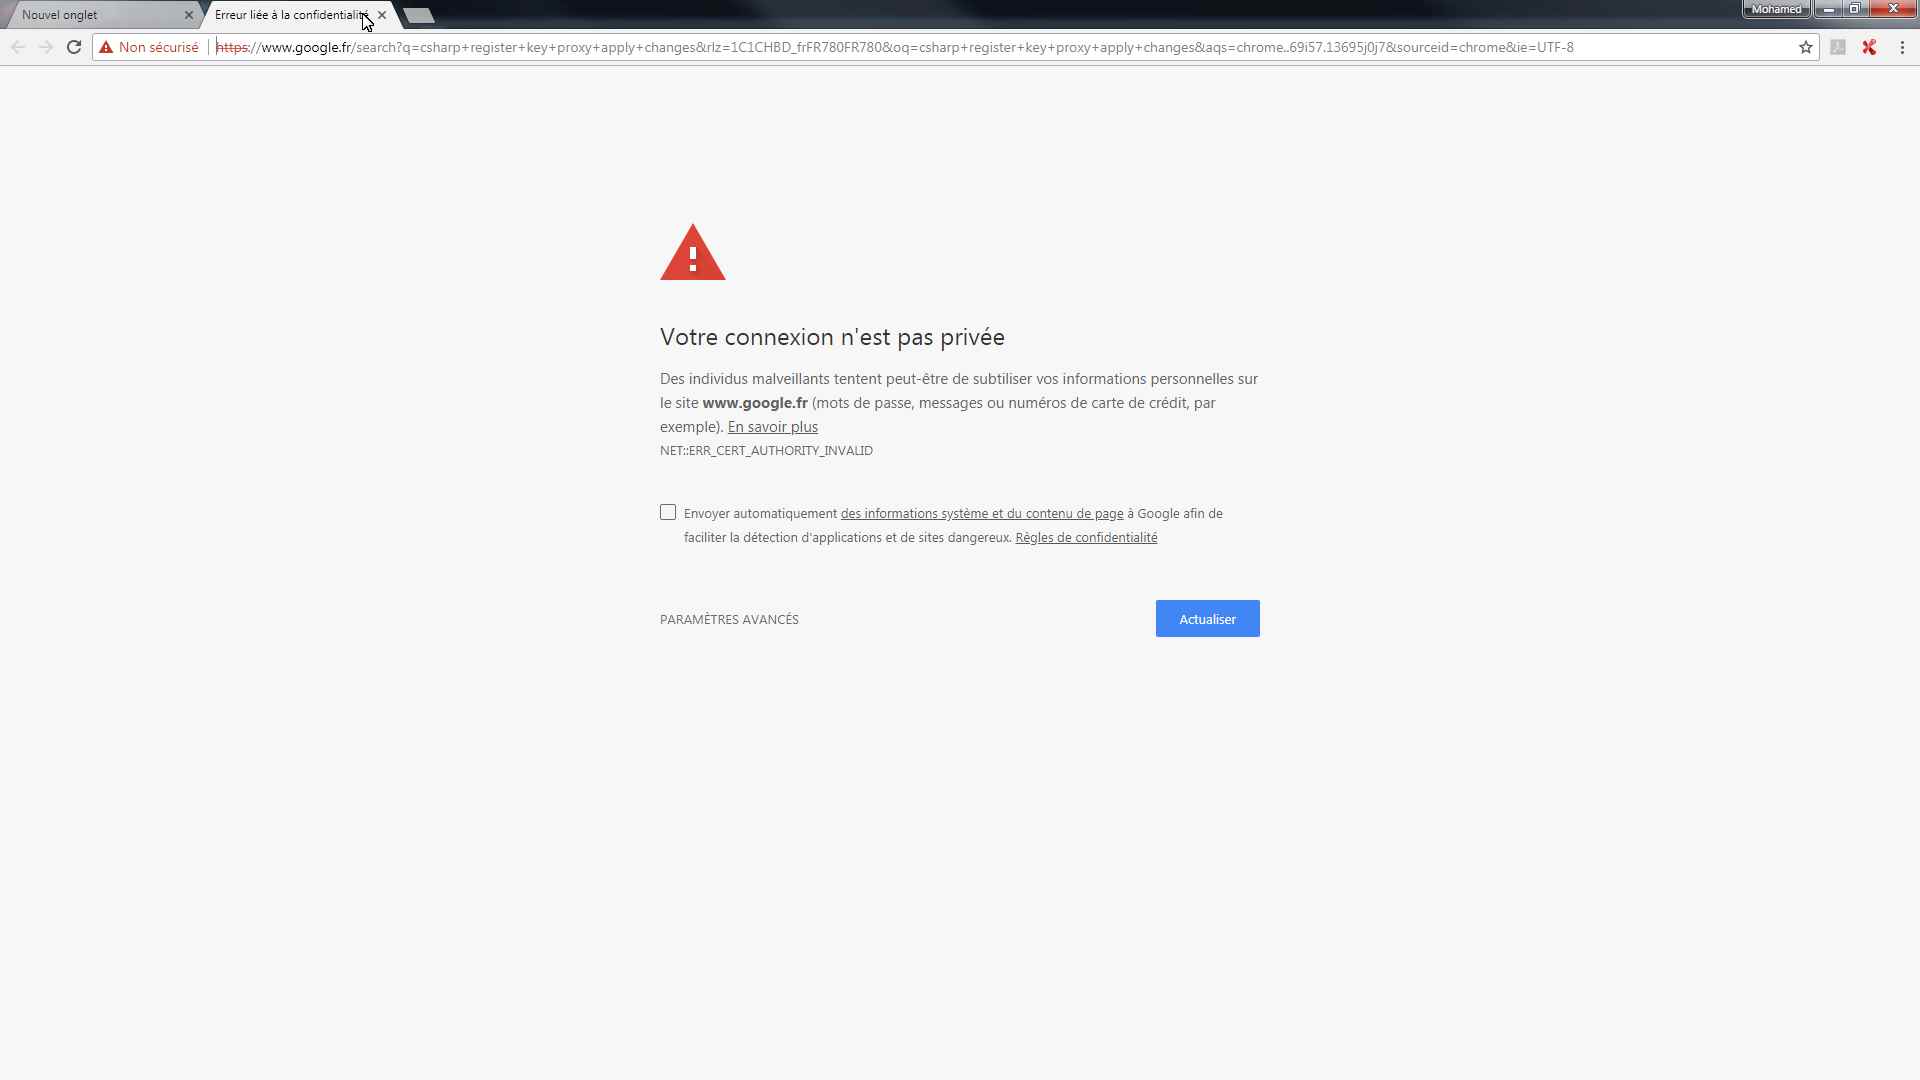 Nouvel onglet
Erreur liée à la confidentialité
Mohamed
Non sécurisé
https://www.google.fr/search?q=csharp+register+key+proxy+apply+changes&rlz=1C1CHBD_frFR780FR780&oq=csharp+register+key+proxy+apply+changes&aqs=chrome..69i57.13695j0j7&sourceid=chrome&ie=UTF-8
Votre connexion n'est pas privée
Des individus malveillants tentent peut-être de subtiliser vos informations personnelles sur
le site www.google.fr (mots de passe, messages ou numéros de carte de crédit, par
exemple). En savoir plus
NET::ERR_CERT_AUTHORITY_INVALID
Envoyer automatiquement des informations système et du contenu de page à Google afin de
faciliter la détection d'applications et de sites dangereux. Règles de confidentialité
PARAMÈTRES AVANCÉS
Actualiser